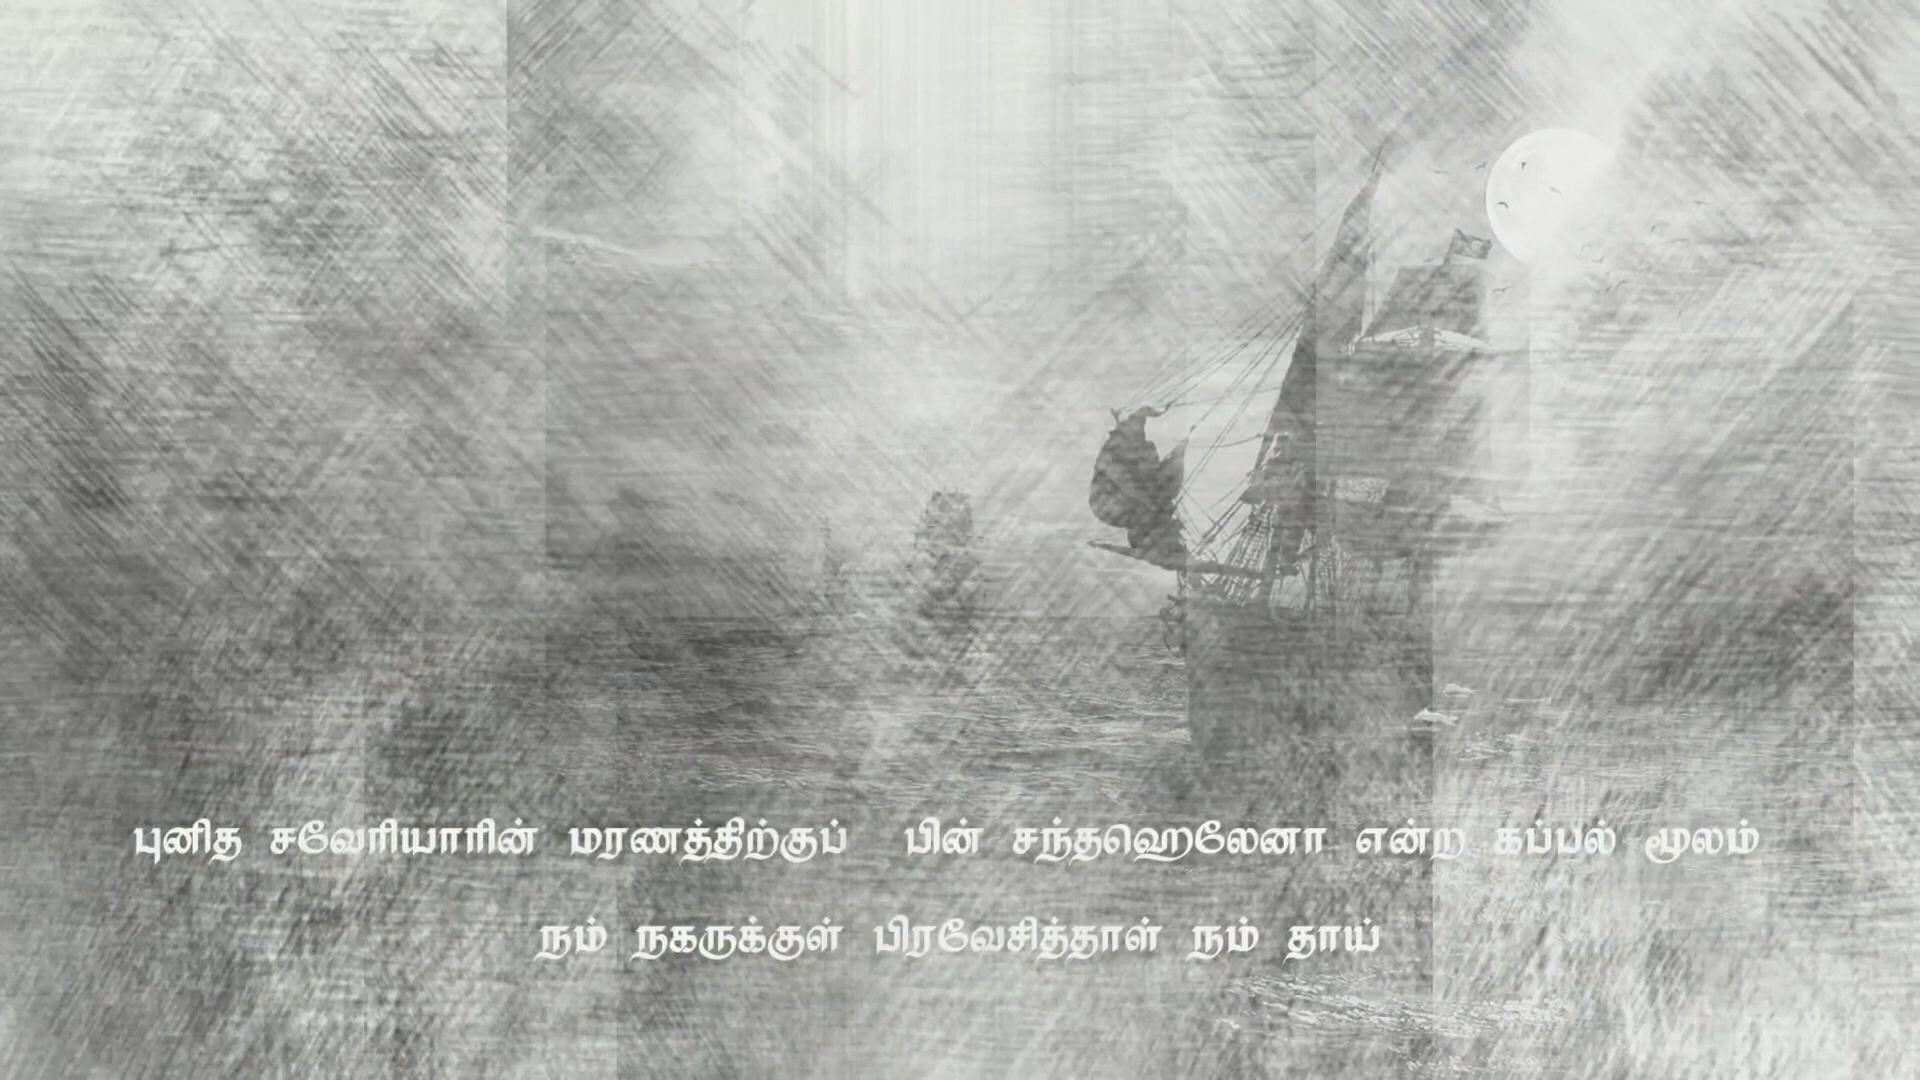 புனித சவேரியாரின் மரணத்திற்குப் பின் சந்தஹெலேனா என்ற கப்பல் மூலம்
நம் நகருக்குள் பிரவேசித்தாள் நம் தாய்